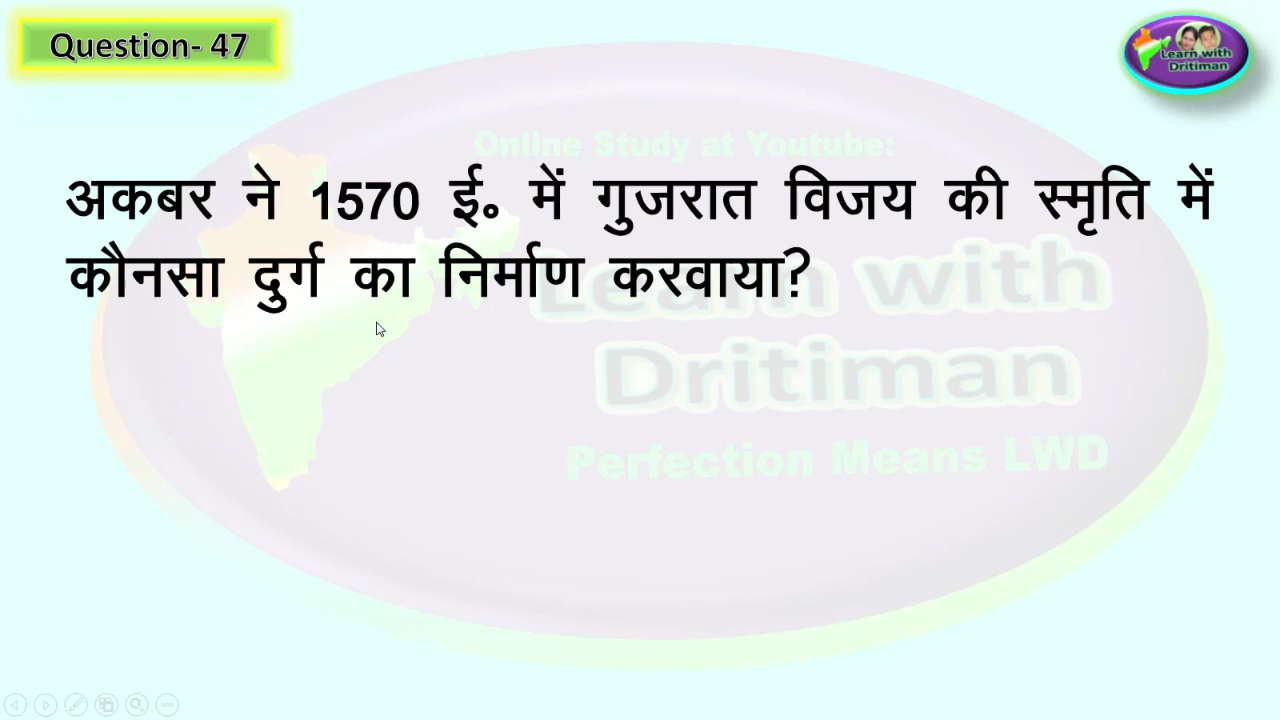 Question- 47
Learn with
Dritiman
Online Study at Youtube:
अकबर ने 1570 ई॰ में गुजरात विजय की स्मृति में
कौनसा दुर्ग का निर्माण करवाया?
Learn with
Dritiman
Perfection Means LWD